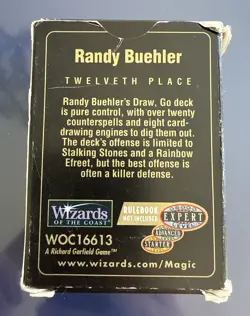 Randy Buehler
TWELVETH PLACE
Randy Buehler's Draw, Go deck
is pure control, with over twenty
counterspells and eight card-
drawing engines to dig them out.
The deck's offense is limited to
Stalking Stones and a Rainbow
Efreet, but the best offense is
often a killer defense.
Wizards
OF THE COAST
RULEBOOK
NOT INCLUDED
EXPERT
LEVEL
ADVANCED
STARTER
WOC16613
A Richard Garfield Game™
www.wizards.com/Magic